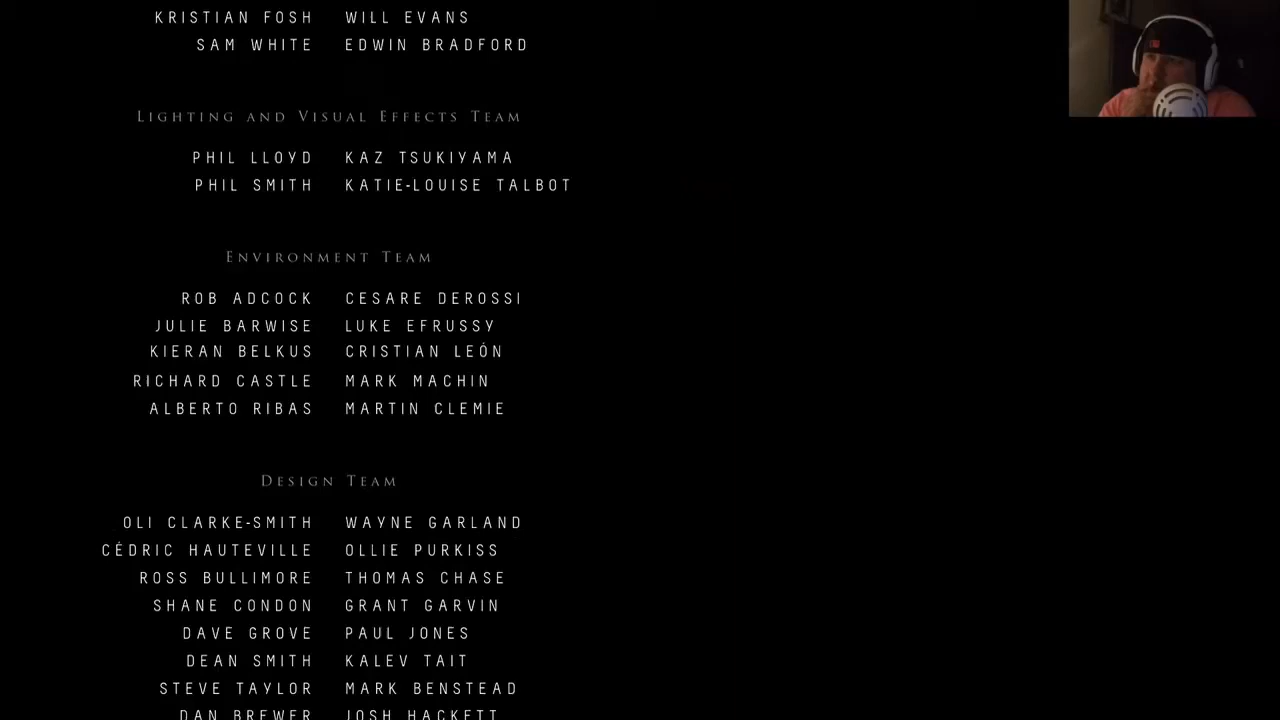 KRISTIAN FOSH WILL EVANS
SAM WHITE EDWIN BRADFORD
LIGHTING AND VISUAL EFFECTS TEAM
PHIL LLOYD KAZ TSUKIYAMA
PHIL SMITH KATIE-LOUISE TALBOT
ENVIRONMENT TEAM
ROB ADCOCK CESARE DEROSSI
JULIE BARWISE LUKE EFRUSSY
KIERAN BELKUS CRISTIAN LEÓN
RICHARD CASTLE MARK MACHIN
ALBERTO RIBAS MARTIN CLEMIE
DESIGN TEAM
OLI CLARKE-SMITH WAYNE GARLAND
CÉDRIC HAUTEVILLE OLLIE PURKISS
ROSS BULLIMORE THOMAS CHASE
SHANE CONDON GRANT GARVIN
DAVE GROVE PAUL JONES
DEAN SMITH KALEV TAIT
STEVE TAYLOR MARK BENSTEAD
DAN BREWER JOSH HACKETT